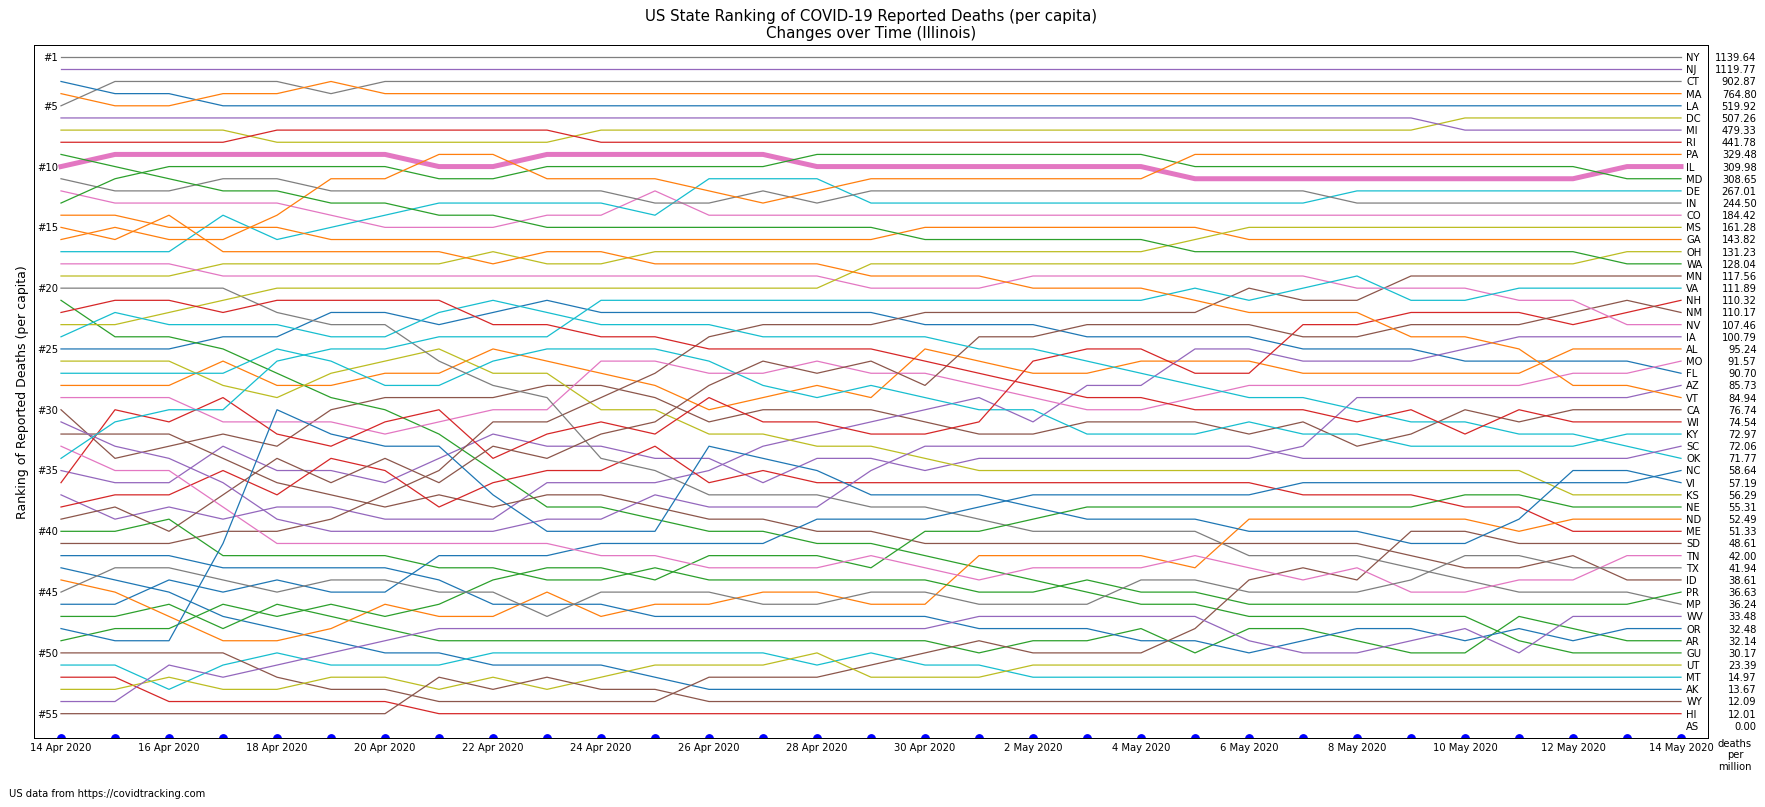 US State Ranking of COVID-19 Reported Deaths (per capita)
Changes over Time (Illinois)
Ranking of Reported Deaths (per capita)
#1
#5
#10
#15
#20
#25
#30
#35
#40
#45
#50
#55
NY 1139.64
NJ 1119.77
CT 902.87
MA 764.80
LA 519.92
DC 507.26
MI 479.33
RI 441.78
PA 329.48
IL 309.98
MD 308.65
DE 267.01
IN 244.50
CO 184.42
MS 161.28
GA 143.82
OH 131.23
WA 128.04
MN 117.56
VA 111.89
NH 110.32
NM 110.17
NV 107.46
IA 100.79
AL 95.24
MO 91.57
FL 90.70
AZ 85.73
VT 84.94
CA 76.74
WI 74.54
KY 72.97
SC 72.06
OK 71.77
NC 58.64
VI 57.19
KS 56.29
NE 55.31
ND 52.49
ME 51.33
SD 48.61
TN 42.00
TX 41.94
ID 38.61
PR 36.63
MP 36.24
WV 33.48
OR 32.48
AR 32.14
GU 30.17
UT 23.39
MT 14.97
AK 13.67
WY 12.09
HI 12.01
AS 0.00
14 Apr 2020 16 Apr 2020 18 Apr 2020 20 Apr 2020 22 Apr 2020 24 Apr 2020 26 Apr 2020 28 Apr 2020 30 Apr 2020 2 May 2020 4 May 2020 6 May 2020 8 May 2020 10 May 2020 12 May 2020 14 May 2020
deaths
per
million
US data from https://covidtracking.com